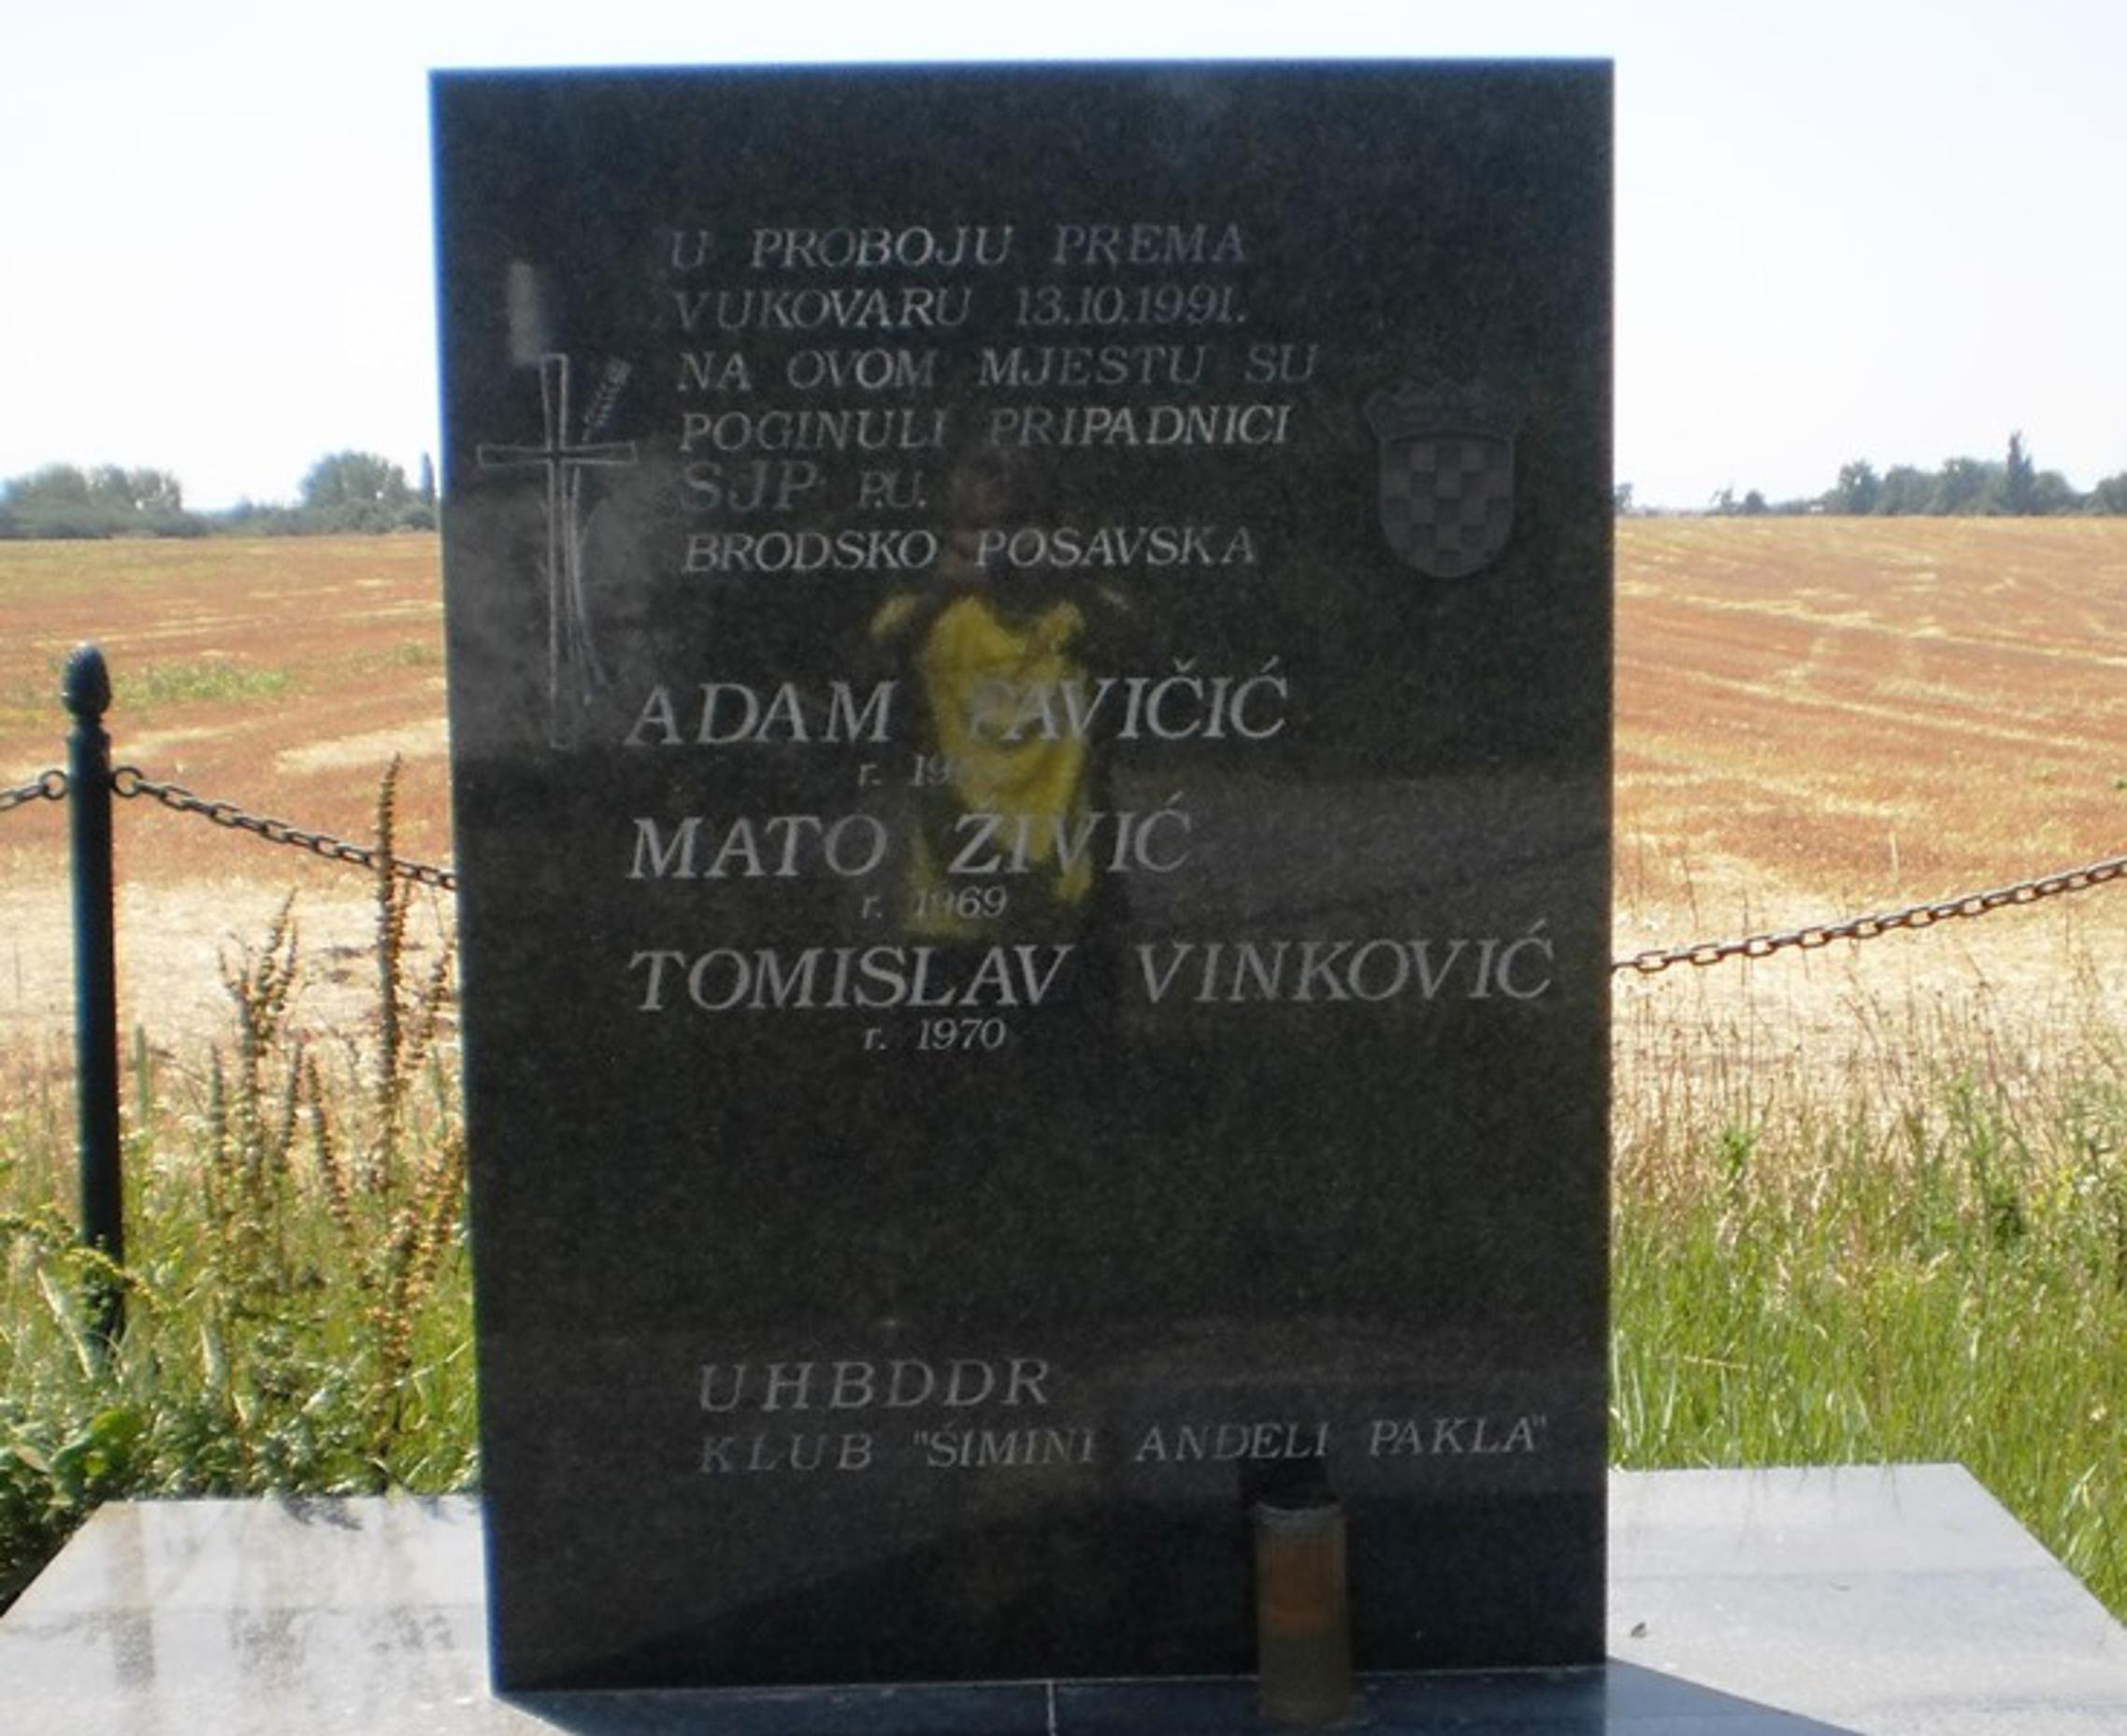 U PROBOJU PREMA
VUKOVARU 13.10.1991.
NA OVOM MJESTU SU
POGINULI PRIPADNICI
SJP P.U.
BRODSKO POSAVSKA
ADAM PAVIČIĆ
r.
MATO ŽIVIĆ
r. 1969
TOMISLAV VINKOVIĆ
r. 1970
UHBDDR
KLUB "ŠIMINI ANĐELI PAKLA"